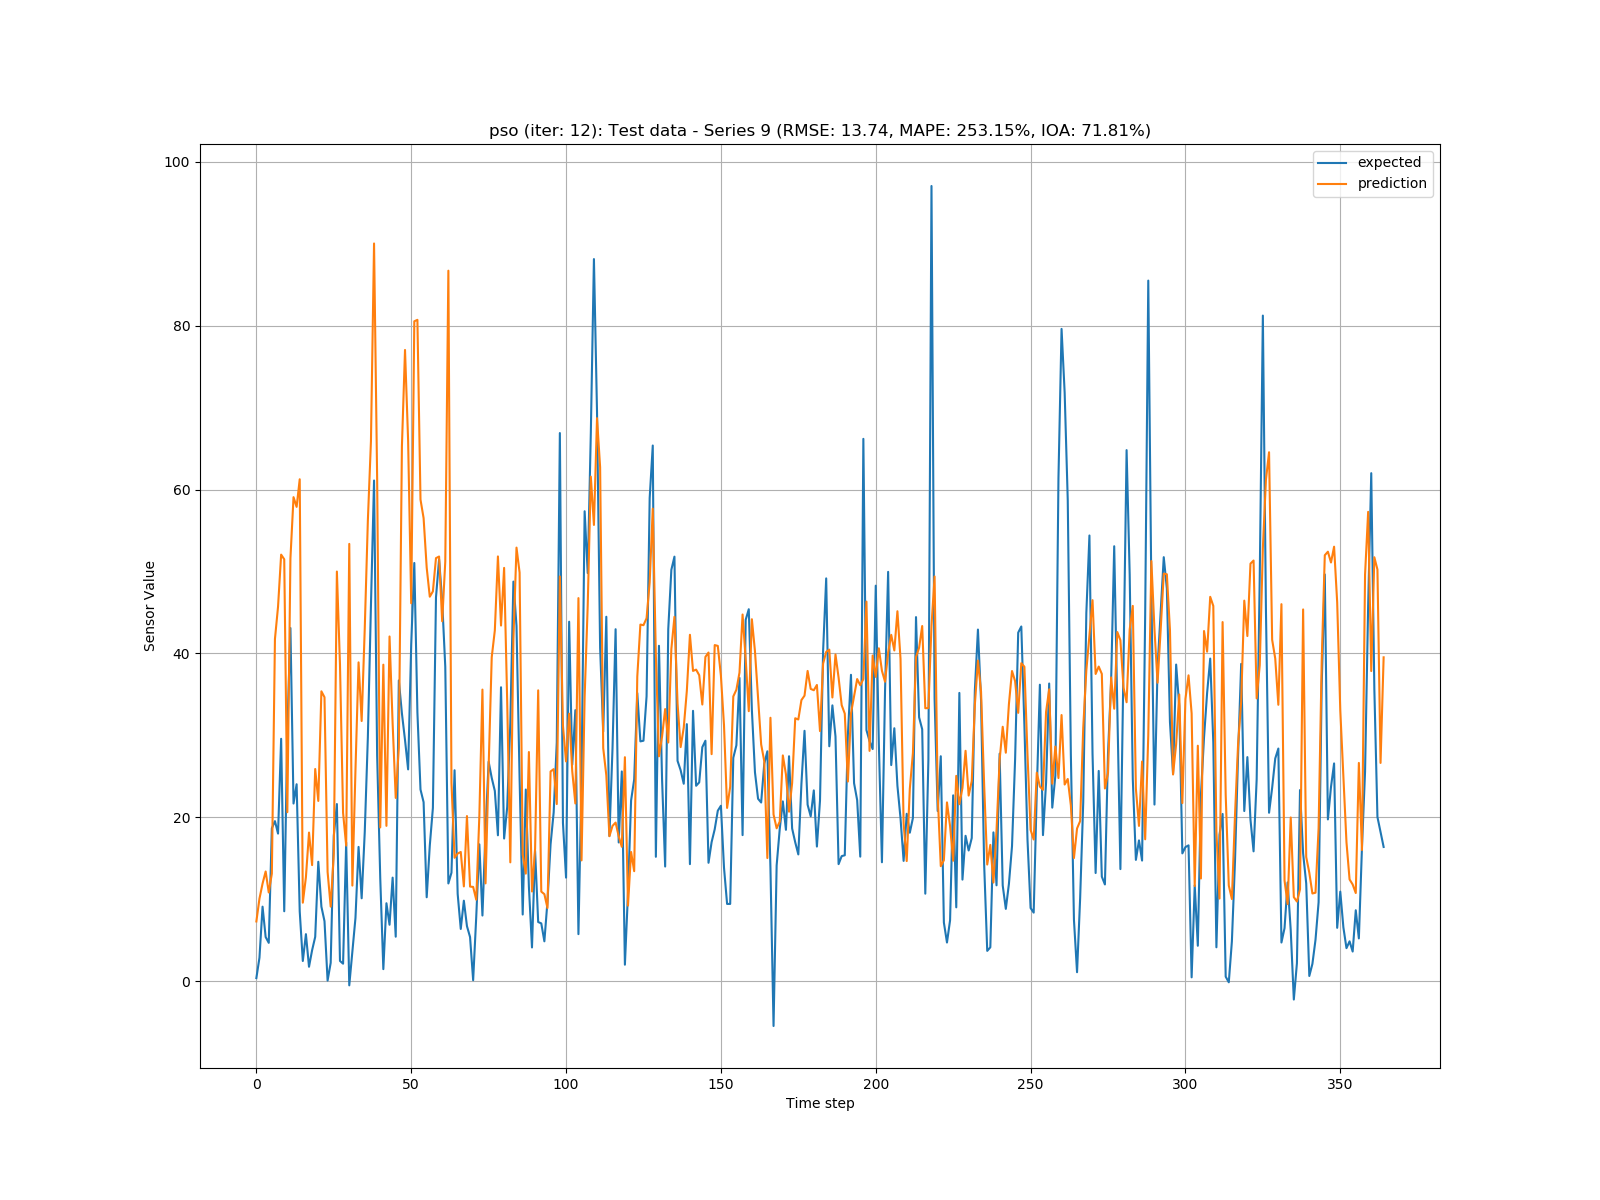 pso (iter: 12): Test data - Series 9 (RMSE: 13.74, MAPE: 253.15%, IOA: 71.81%)
expected
prediction
100
80
60
40
20
0
Sensor Value
0 50 100 150 200 250 300 350
Time step